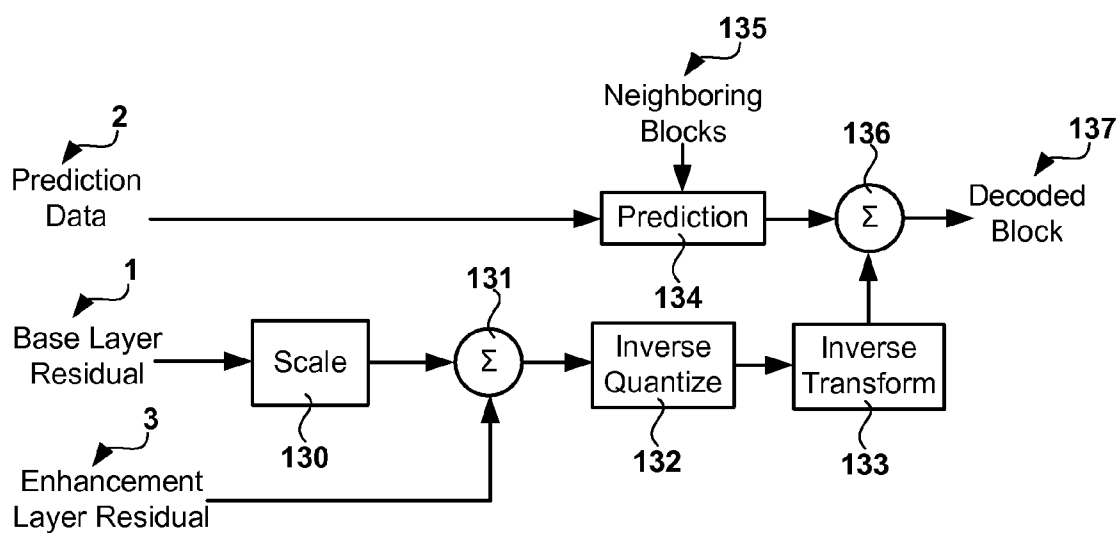 135
Neighboring
Blocks
2
Prediction
Data
136
137
Decoded
Block
Prediction
Σ
134
1
Base Layer
Residual
131
Scale
Σ
Inverse
Quantize
Inverse
Transform
130
132
133
3
Enhancement
Layer Residual